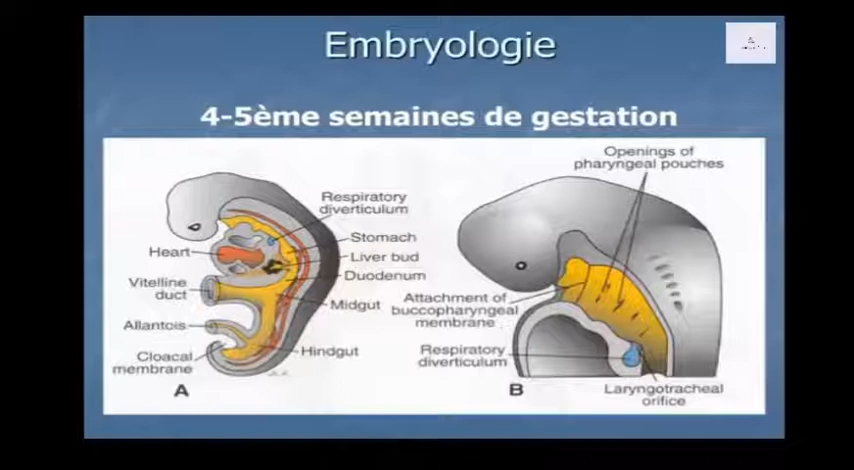 Embryologie
4-5ème semaines de gestation
Openings of
pharyngeal pouches
Respiratory
diverticulum
Stomach
Heart
Liver bud
Duodenum
Vitelline
duct
Midgut
Attachment of
buccopharyngeal
membrane
Allantois
Hindgut
Respiratory
diverticulum
Cloacal
membrane
A
B
Laryngotracheal
orifice